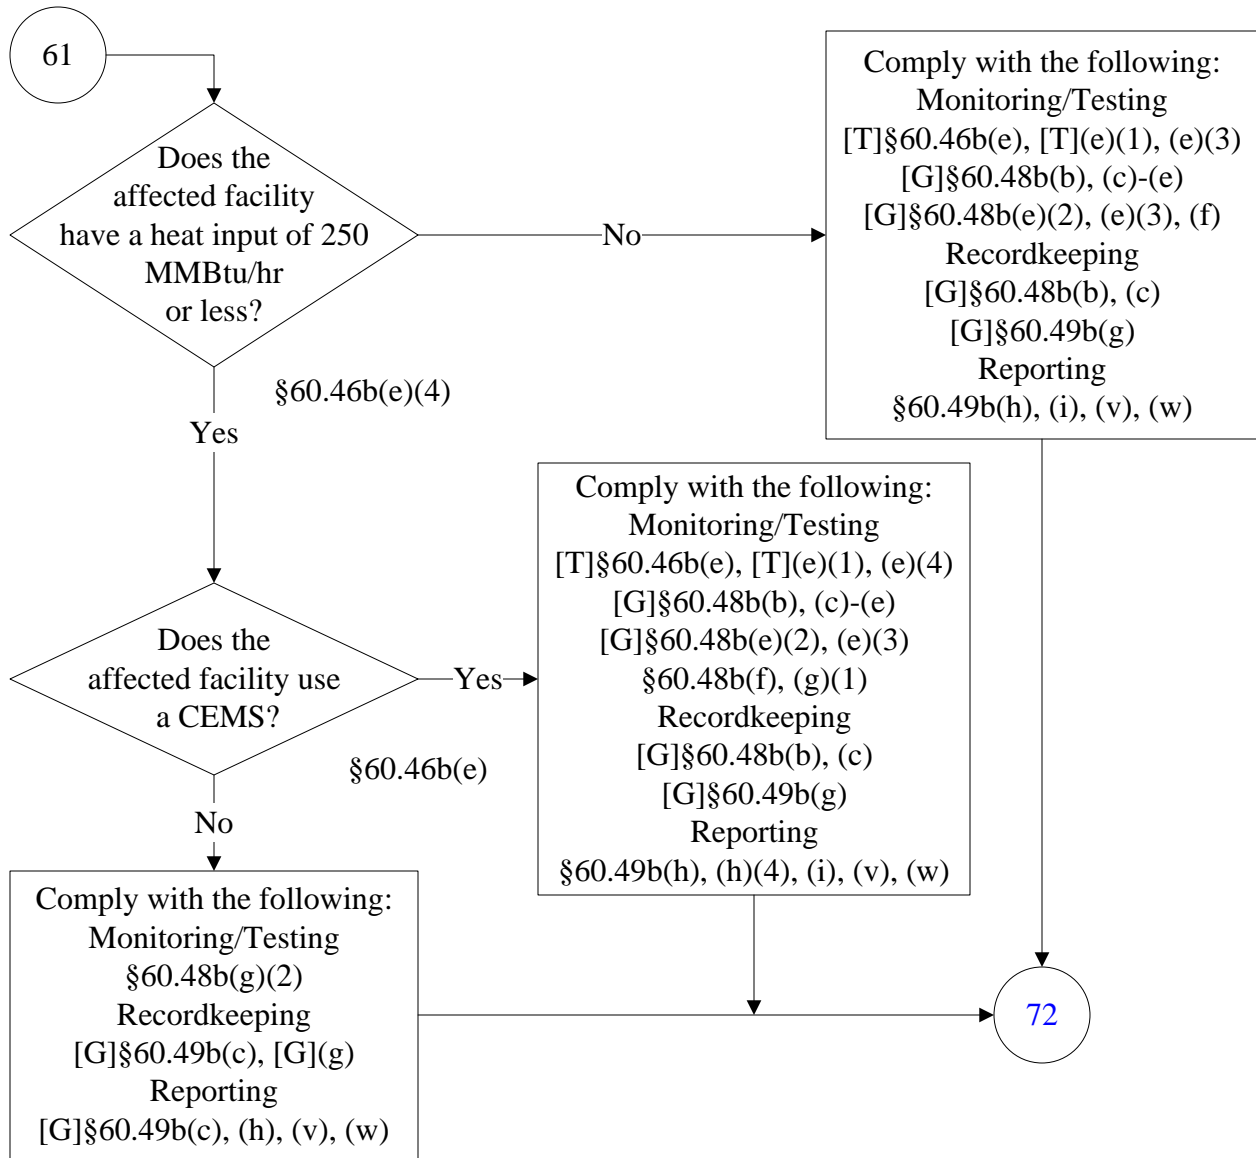 61
Does the
affected facility
have a heat input of 250
MMBtu/hr
or less?
No
Comply with the following:
Monitoring/Testing
[T]§60.46b(e), [T](e)(1), (e)(3)
[G]§60.48b(b), (c)-(e)
[G]§60.48b(e)(2), (e)(3), (f)
Recordkeeping
[G]§60.48b(b), (c)
[G]§60.49b(g)
Reporting
§60.49b(h), (i), (v), (w)
§60.46b(e)(4)
Yes
Does the
affected facility use
a CEMS?
Yes
§60.46b(e)
Comply with the following:
Monitoring/Testing
[T]§60.46b(e), [T](e)(1), (e)(4)
[G]§60.48b(b), (c)-(e)
[G]§60.48b(e)(2), (e)(3)
§60.48b(f), (g)(1)
Recordkeeping
[G]§60.48b(b), (c)
[G]§60.49b(g)
Reporting
§60.49b(h), (h)(4), (i), (v), (w)
No
Comply with the following:
Monitoring/Testing
§60.48b(g)(2)
Recordkeeping
[G]§60.49b(c), [G](g)
Reporting
[G]§60.49b(c), (h), (v), (w)
72